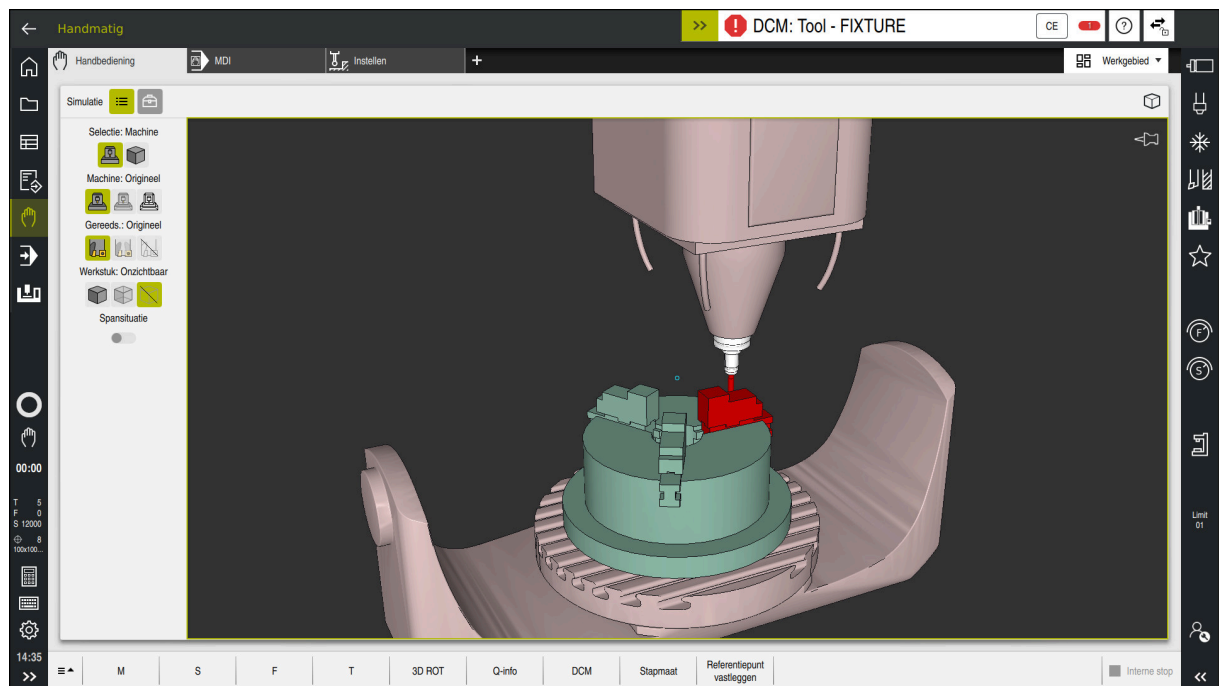 Handmatig
>>
DCM: Tool - FIXTURE
CE
1
?
Handbediening
MDI
Instellen
+
Werkgebied
Simulatie
Selectie: Machine
Machine: Origineel
Gereeds.: Origineel
Werkstuk: Onzichtbaar
Spansituatie
00:00
T 5
F 0
S 12000
8
100x100...
14:35
>>
M
S
F
T
3D ROT
Q-info
DCM
Stapmaat
Referentiepunt
vastleggen
Interne stop
F
S
Limit
01
<<